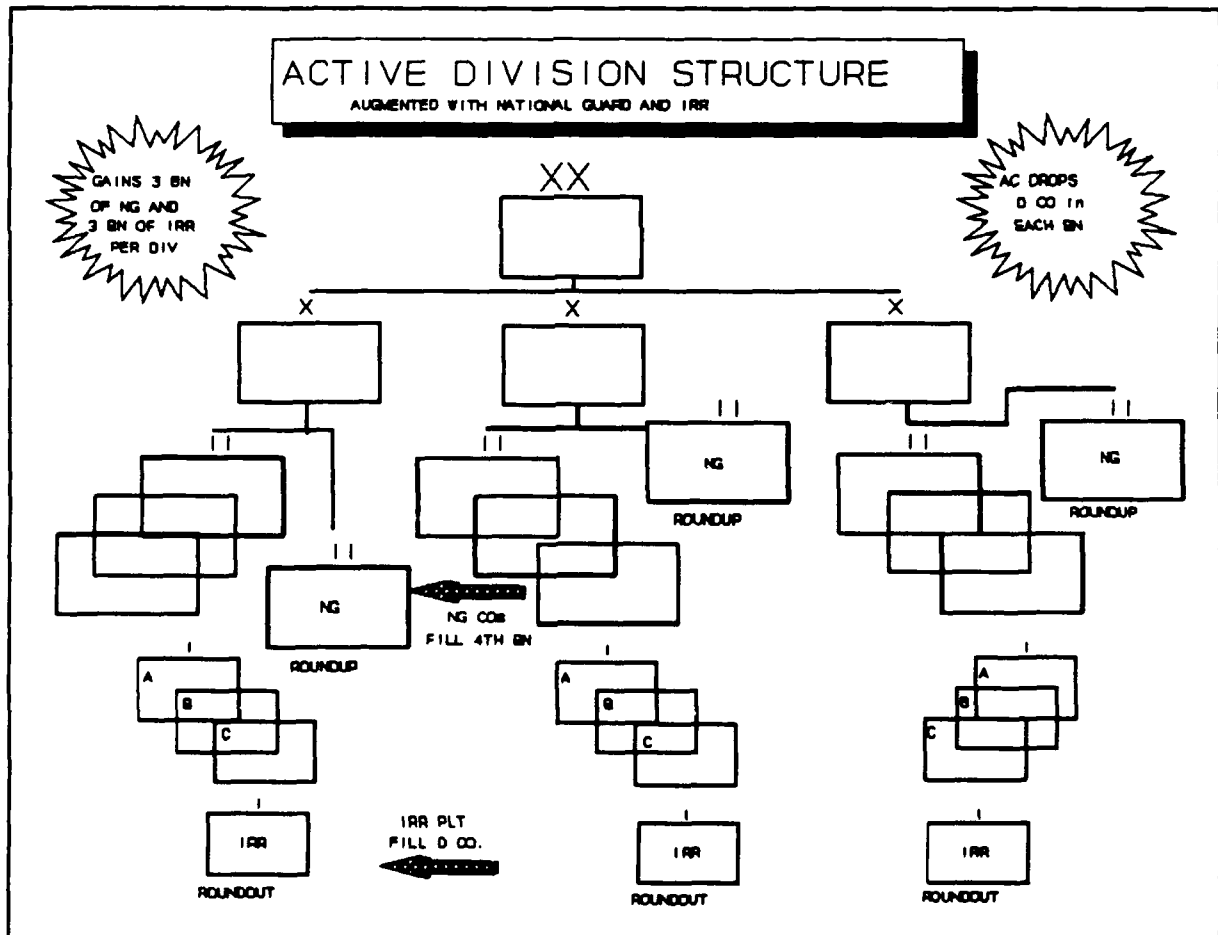 ACTIVE DIVISION STRUCTURE
AUGMENTED WITH NATIONAL GUARD AND IRR
GAINS 3 BN
OF NG AND
3 BN OF IRR
PER DIV
AC DROPS
D CO In
EACH BN
XX
X
X
X
II
II
II
II
NG
ROUNDUP
II
NG
ROUNDUP
II
NG
ROUNDUP
NG COs
FILL 4TH BN
I
A
B
C
I
A
B
C
I
A
B
C
I
IRR
ROUNDOUT
IRR PLT
FILL D CO.
I
IRR
ROUNDOUT
I
IRR
ROUNDOUT